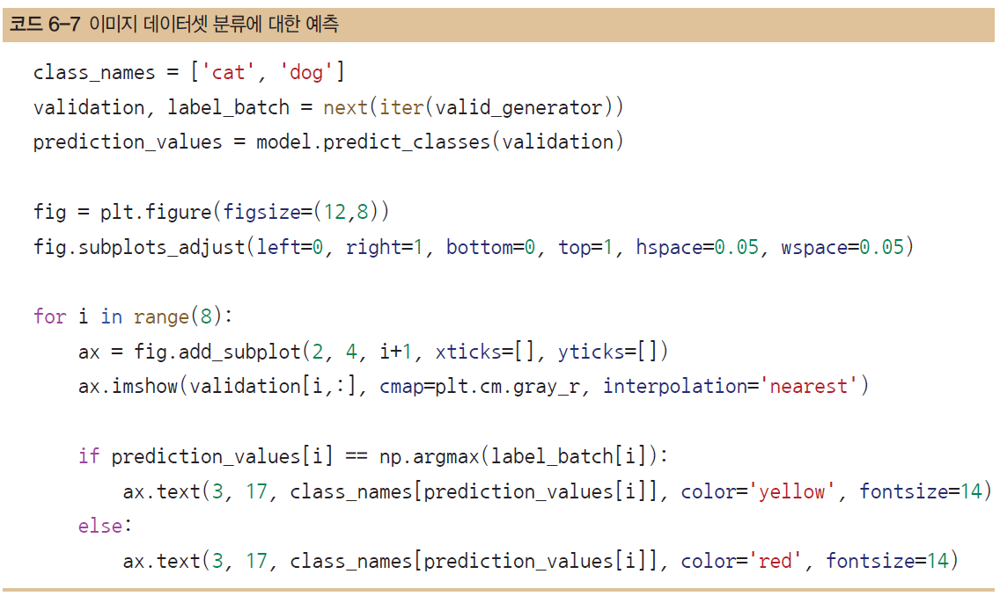 코드 6-7 이미지 데이터셋 분류에 대한 예측
class_names = ['cat', 'dog']
validation, label_batch = next(iter(valid_generator))
prediction_values = model.predict_classes(validation)
fig = plt.figure(figsize=(12,8))
fig.subplots_adjust(left=0, right=1, bottom=0, top=1, hspace=0.05, wspace=0.05)
for i in range(8):
    ax = fig.add_subplot(2, 4, i+1, xticks=[], yticks=[])
    ax.imshow(validation[i,:], cmap=plt.cm.gray_r, interpolation='nearest')
    if prediction_values[i] == np.argmax(label_batch[i]):
        ax.text(3, 17, class_names[prediction_values[i]], color='yellow', fontsize=14)
    else:
        ax.text(3, 17, class_names[prediction_values[i]], color='red', fontsize=14)